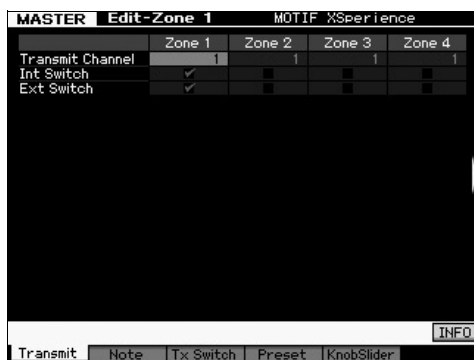 MASTER Edit-Zone 1 MOTIF XSperience
Zone 1 Zone 2 Zone 3 Zone 4
Transmit Channel 1 1 1 1
Int Switch
Ext Switch
INFO
Transmit Note Tx Switch Preset KnobSlider